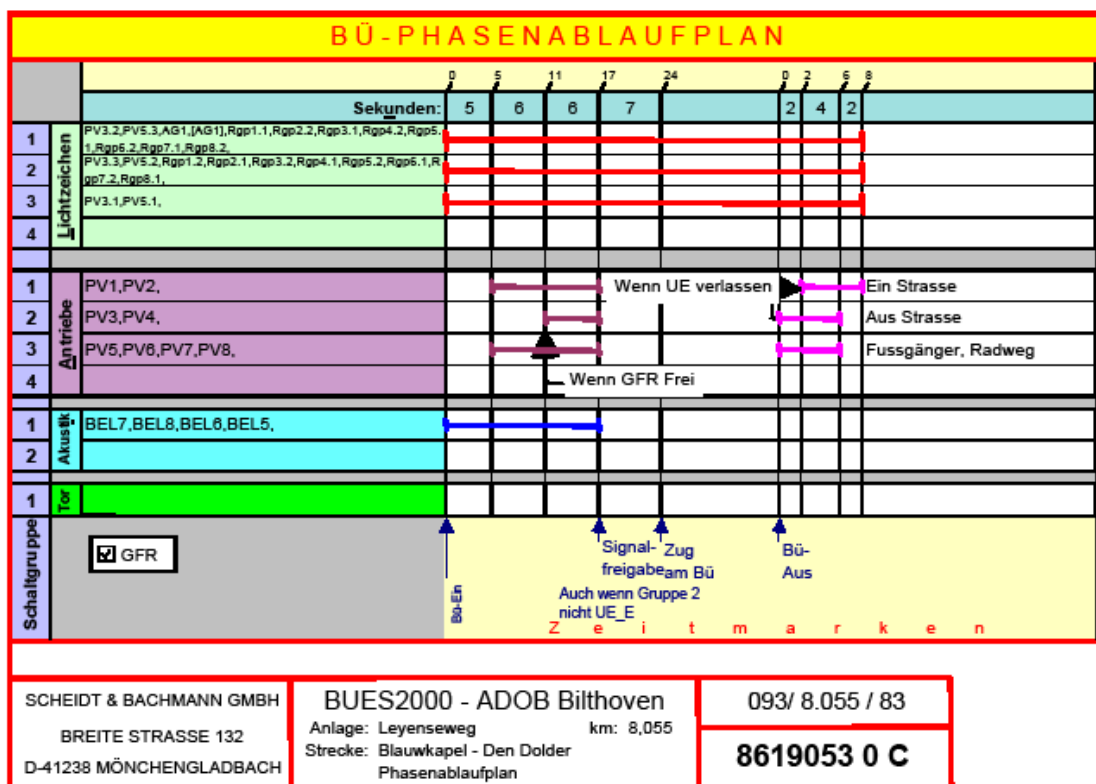 BÜ-PHASENABLAUFPLAN
0 5 11 17 24 0 2 6 8
Sekunden: 5 6 6 7 2 4 2
Lichtzeichen
1 PV3.2,PV5.3,AG1,[AG1],Rgp1.1,Rgp2.2,Rgp3.1,Rgp4.2,Rgp5.
1,Rgp6.2,Rgp7.1,Rgp8.2,
2 PV3.3,PV5.2,Rgp1.2,Rgp2.1,Rgp3.2,Rgp4.1,Rgp5.2,Rgp6.1,R
gp7.2,Rgp8.1,
3 PV3.1,PV5.1,
4
Antriebe
1 PV1,PV2, Wenn UE verlassen Ein Strasse
2 PV3,PV4, Aus Strasse
3 PV5,PV6,PV7,PV8, Fussgänger, Radweg
4 Wenn GFR Frei
Akustik
1 BEL7,BEL8,BEL6,BEL5,
2
Tor
1
Schaltgruppe
GFR
Bü-Ein
Signal-
freigabe
Zug
am Bü
Bü-
Aus
Auch wenn Gruppe 2
nicht UE_E
Zeitmarken
SCHEIDT & BACHMANN GMBH
BREITE STRASSE 132
D-41238 MÖNCHENGLADBACH
BUES2000 - ADOB Bilthoven
Anlage: Leyenseweg km: 8,055
Strecke: Blauwkapel - Den Dolder
Phasenablaufplan
093/ 8.055 / 83
8619053 0 C